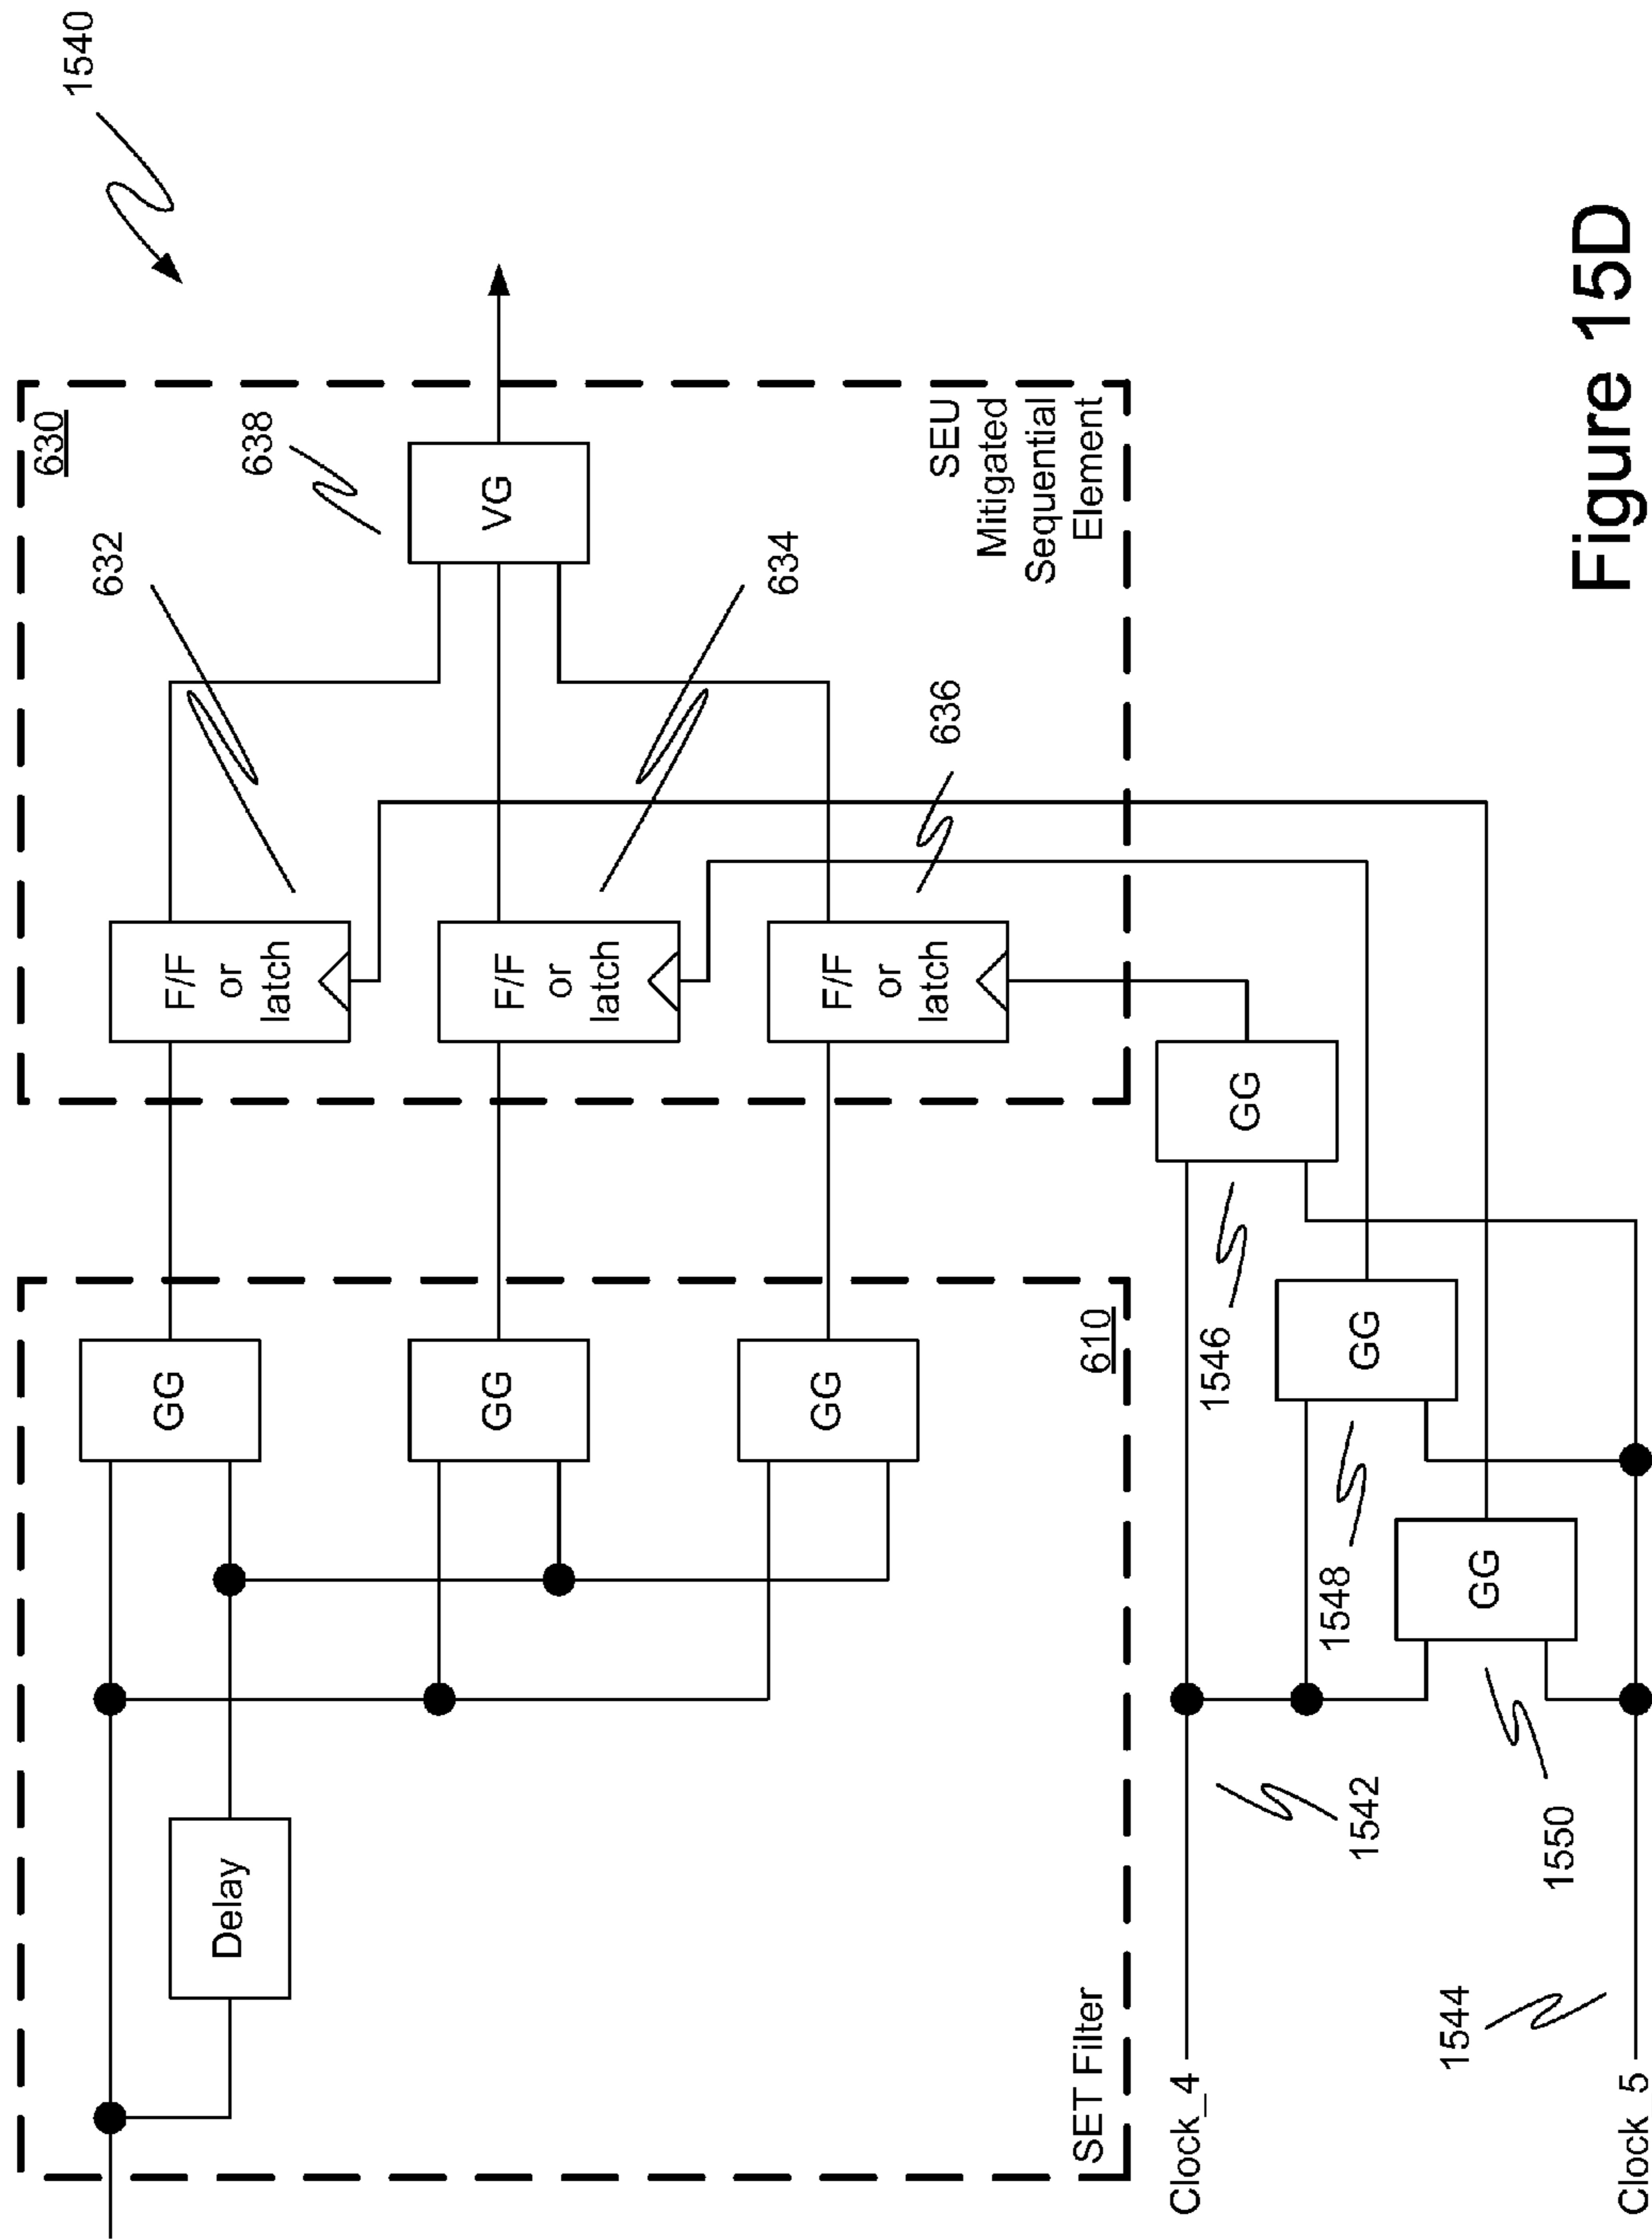 1540
630
638
632
VG
634
636
SEU
Mitigated
Sequential
Element
F/F
or
latch
F/F
or
latch
F/F
or
latch
GG
GG
GG
610
Delay
SET Filter
GG
1546
GG
1548
GG
1550
1542
1544
Clock_4
Clock_5
Figure 15D